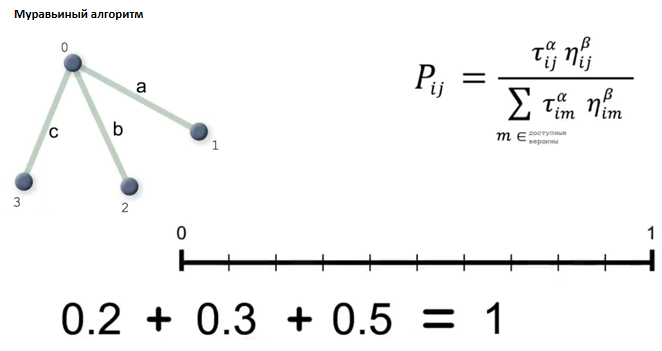 Муравьиный алгоритм
0
a
c
b
1
3
2
P_ij = τ_ij^α η_ij^β / ∑ τ_im^α η_im^β
m ∈ доступные
вершины
0 1
0.2 + 0.3 + 0.5 = 1